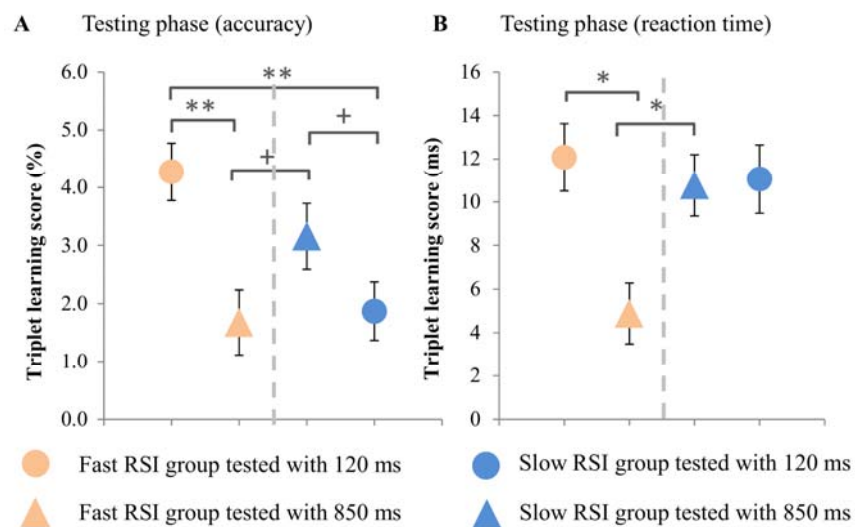 A Testing phase (accuracy)
B Testing phase (reaction time)
Triplet learning score (%)
6.0
5.0
4.0
3.0
2.0
1.0
0.0
**
**
+
+
Triplet learning score (ms)
16
14
12
10
8
6
4
2
0
*
*
Fast RSI group tested with 120 ms
Slow RSI group tested with 120 ms
Fast RSI group tested with 850 ms
Slow RSI group tested with 850 ms